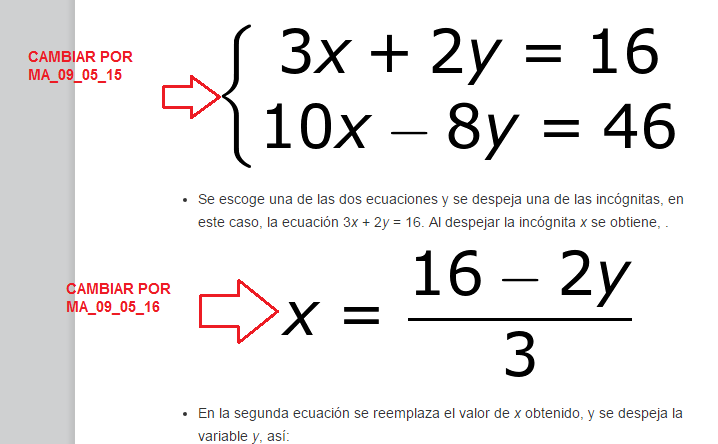 CAMBIAR POR
MA_09_05_15
3x + 2y = 16
10x – 8y = 46
• Se escoge una de las dos ecuaciones y se despeja una de las incógnitas, en
este caso, la ecuación 3x + 2y = 16. Al despejar la incógnita x se obtiene, .
CAMBIAR POR
MA_09_05_16
x = (16 – 2y)/3
• En la segunda ecuación se reemplaza el valor de x obtenido, y se despeja la
variable y, así: